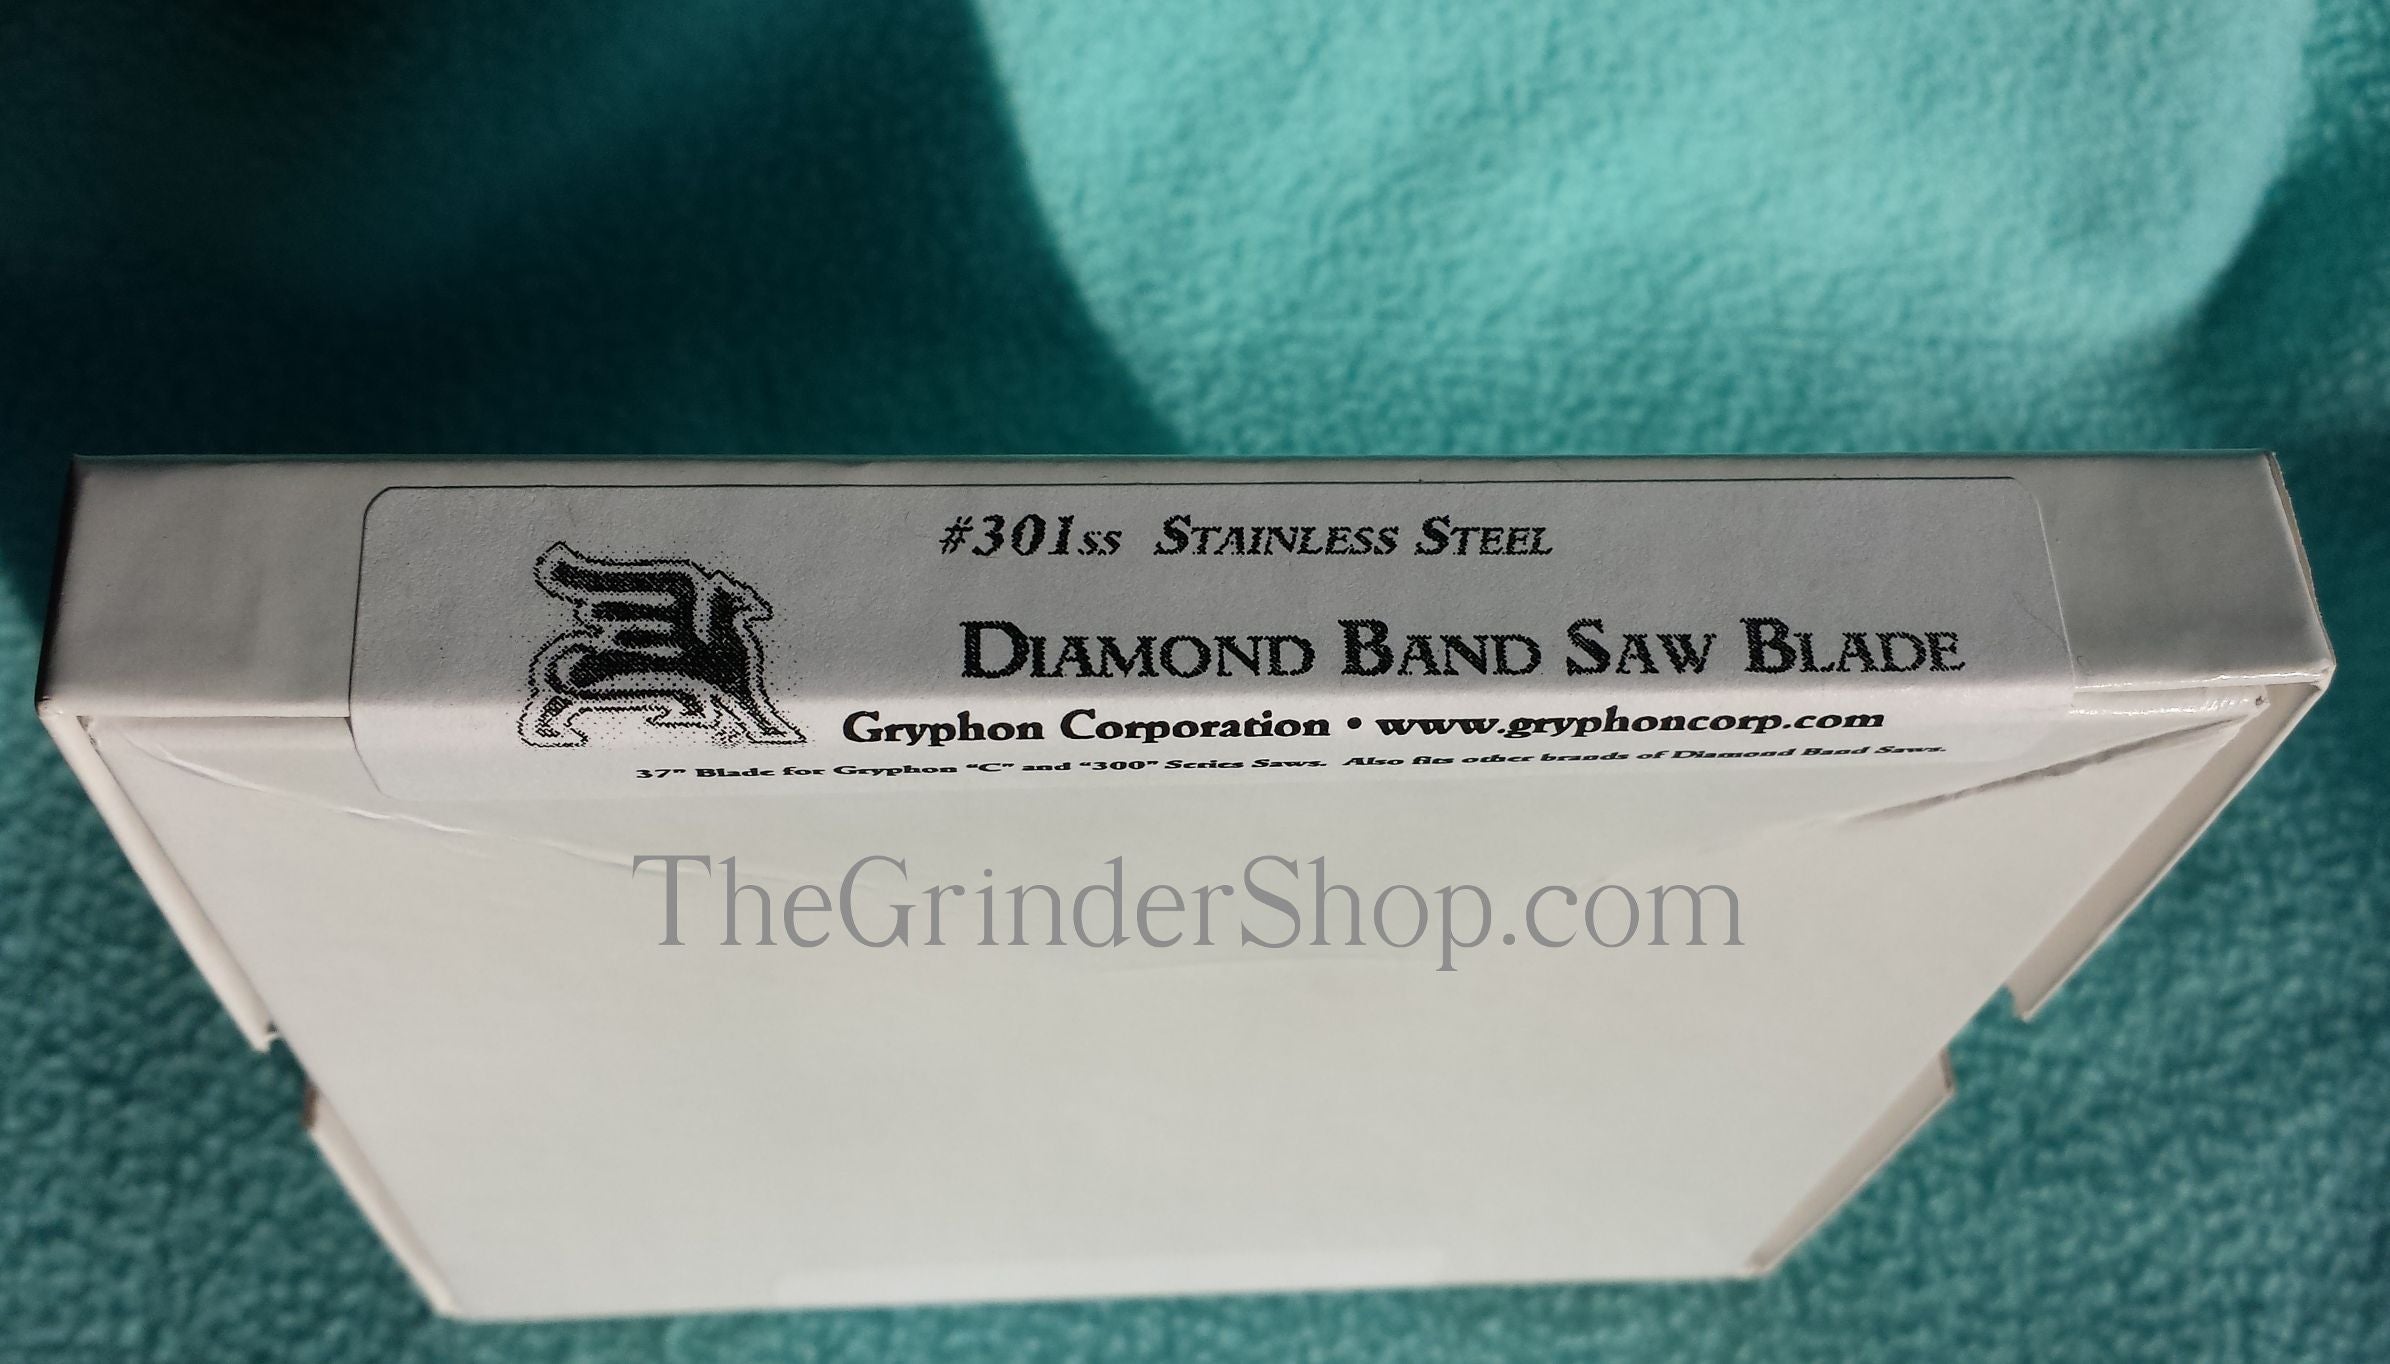 #301ss Stainless Steel
Diamond Band Saw Blade
Gryphon Corporation • www.gryphoncorp.com
37" Blade for Gryphon "C" and "300" Series Saws. Also fits other brands of Diamond Band Saws.
TheGrinderShop.com